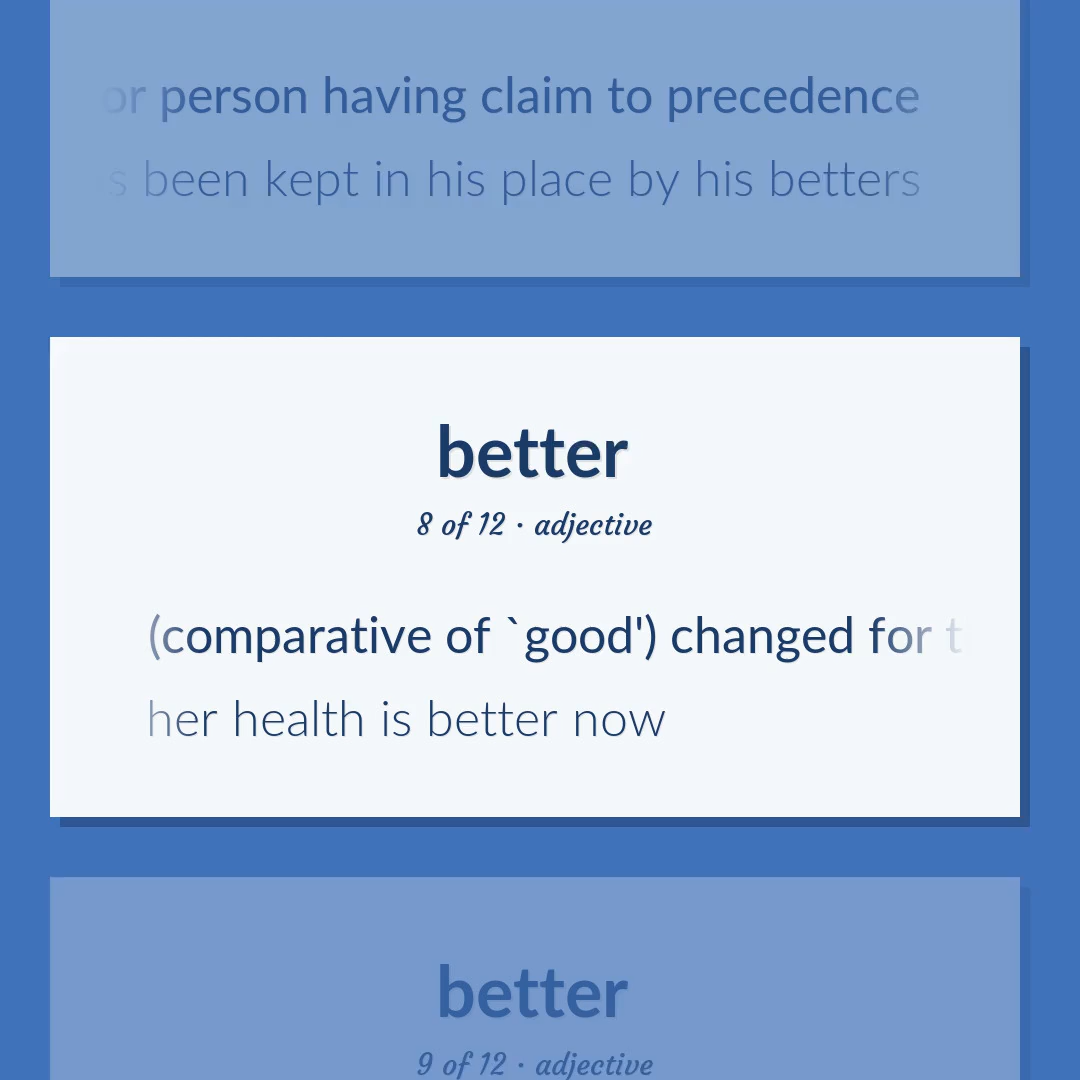 or person having claim to precedence
been kept in his place by his betters
better
8 of 12 · adjective
(comparative of `good') changed for
her health is better now
better
9 of 12 · adjective